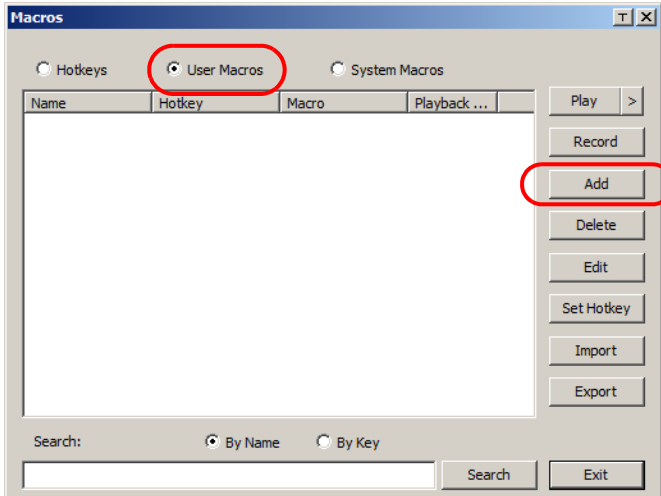 Macros T X
Hotkeys User Macros System Macros
Name Hotkey Macro Playback ...
Play >
Record
Add
Delete
Edit
Set Hotkey
Import
Export
Search: By Name By Key
Search Exit